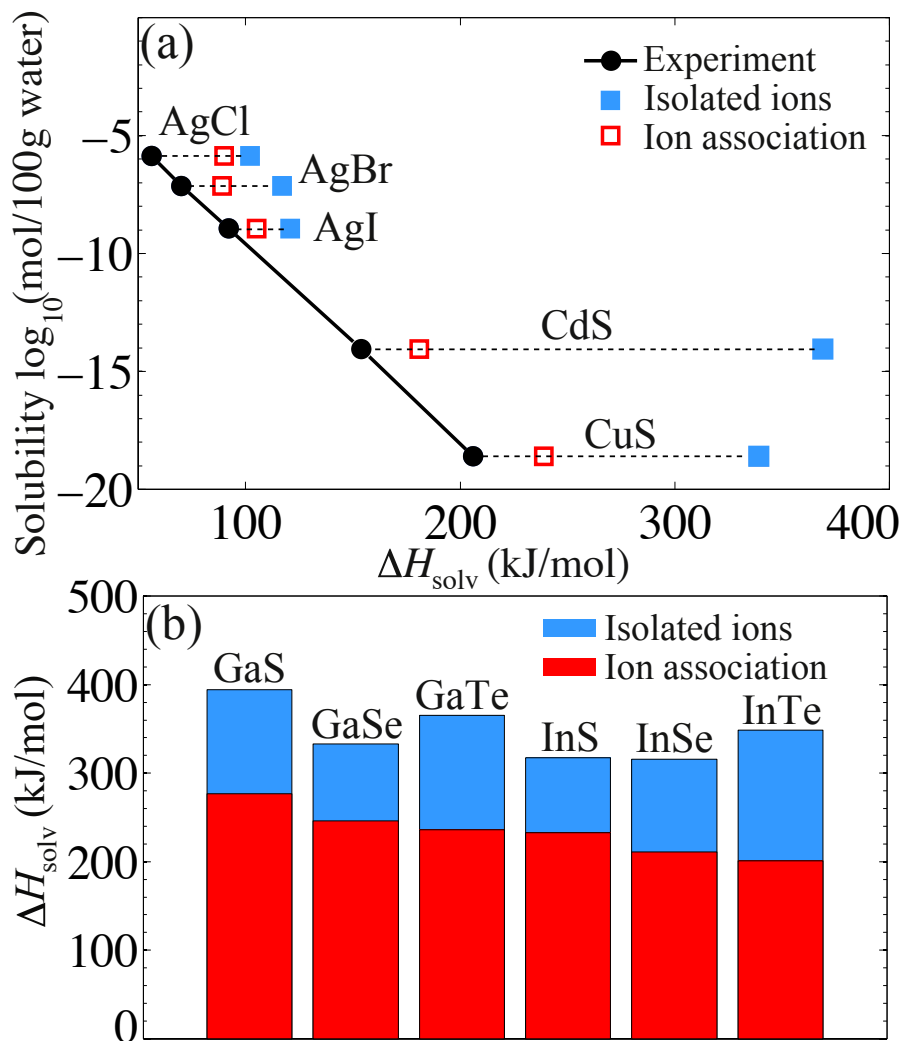 (a)
Experiment
Isolated ions
Ion association
AgCl
AgBr
AgI
CdS
CuS
−5
−10
−15
−20
Solubility log₁₀(mol/100g water)
100 200 300 400
ΔH_solv (kJ/mol)
(b)
Isolated ions
Ion association
GaS
GaSe
GaTe
InS
InSe
InTe
500
400
300
200
100
0
ΔH_solv (kJ/mol)